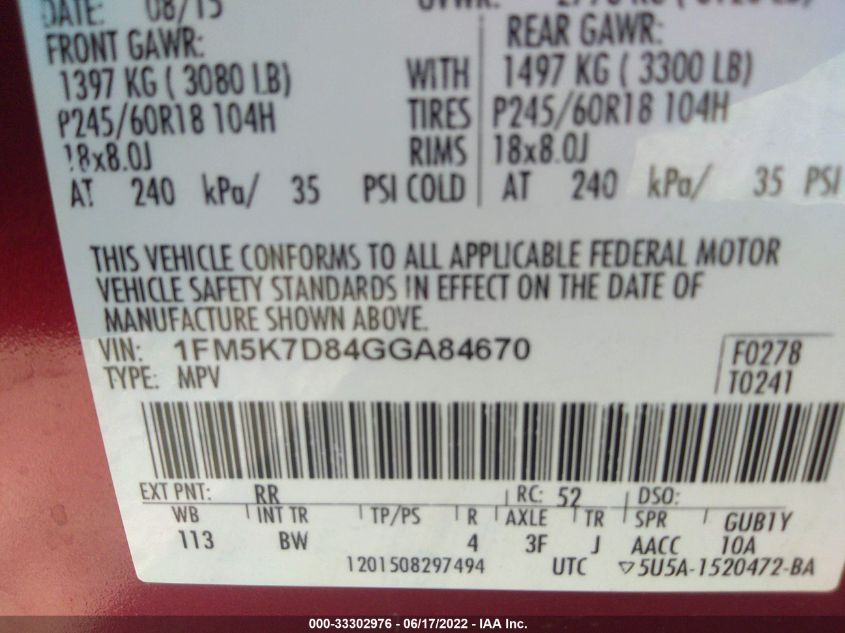 DATE: 08/15 GVWR:
FRONT GAWR: REAR GAWR:
1397 KG ( 3080 LB) WITH 1497 KG ( 3300 LB)
P245/60R18 104H TIRES P245/60R18 104H
18x8.0J RIMS 18x8.0J
AT 240 kPa/ 35 PSI COLD AT 240 kPa/ 35 PSI
THIS VEHICLE CONFORMS TO ALL APPLICABLE FEDERAL MOTOR
VEHICLE SAFETY STANDARDS IN EFFECT ON THE DATE OF
MANUFACTURE SHOWN ABOVE.
VIN: 1FM5K7D84GGA84670 F0278
TYPE: MPV T0241
EXT PNT: RR RC: 52 DSO:
WB INT TR TP/PS R AXLE TR SPR GUB1Y
113 BW 4 3F J AACC 10A
1201508297494 UTC ▽5U5A-1520472-BA
000-33302976 - 06/17/2022 - IAA Inc.